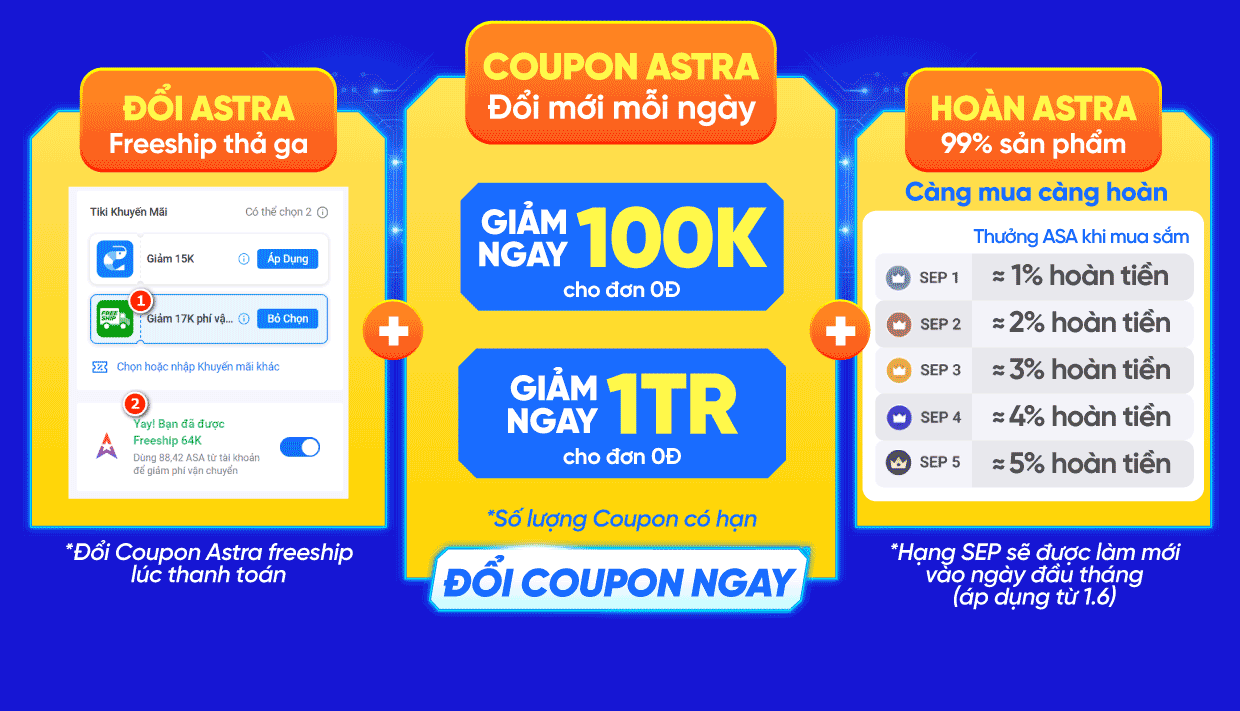 ĐỔI ASTRA
Freeship thả ga
Tiki Khuyến Mãi
Có thể chọn 2
Giảm 15K
Áp Dụng
1
FREE
SHIP
Giảm 17K phí vậ...
Bỏ Chọn
Chọn hoặc nhập Khuyến mãi khác
2
Yay! Bạn đã được
Freeship 64K
Dùng 88,42 ASA từ tài khoản
để giảm phí vận chuyển
*Đổi Coupon Astra freeship
lúc thanh toán
COUPON ASTRA
Đổi mới mỗi ngày
GIẢM
NGAY
100K
cho đơn 0Đ
GIẢM
NGAY
1TR
cho đơn 0Đ
*Số lượng Coupon có hạn
ĐỔI COUPON NGAY
HOÀN ASTRA
99% sản phẩm
Càng mua càng hoàn
Thưởng ASA khi mua sắm
SEP 1 ≈ 1% hoàn tiền
SEP 2 ≈ 2% hoàn tiền
SEP 3 ≈ 3% hoàn tiền
SEP 4 ≈ 4% hoàn tiền
SEP 5 ≈ 5% hoàn tiền
*Hạng SEP sẽ được làm mới
vào ngày đầu tháng
(áp dụng từ 1.6)